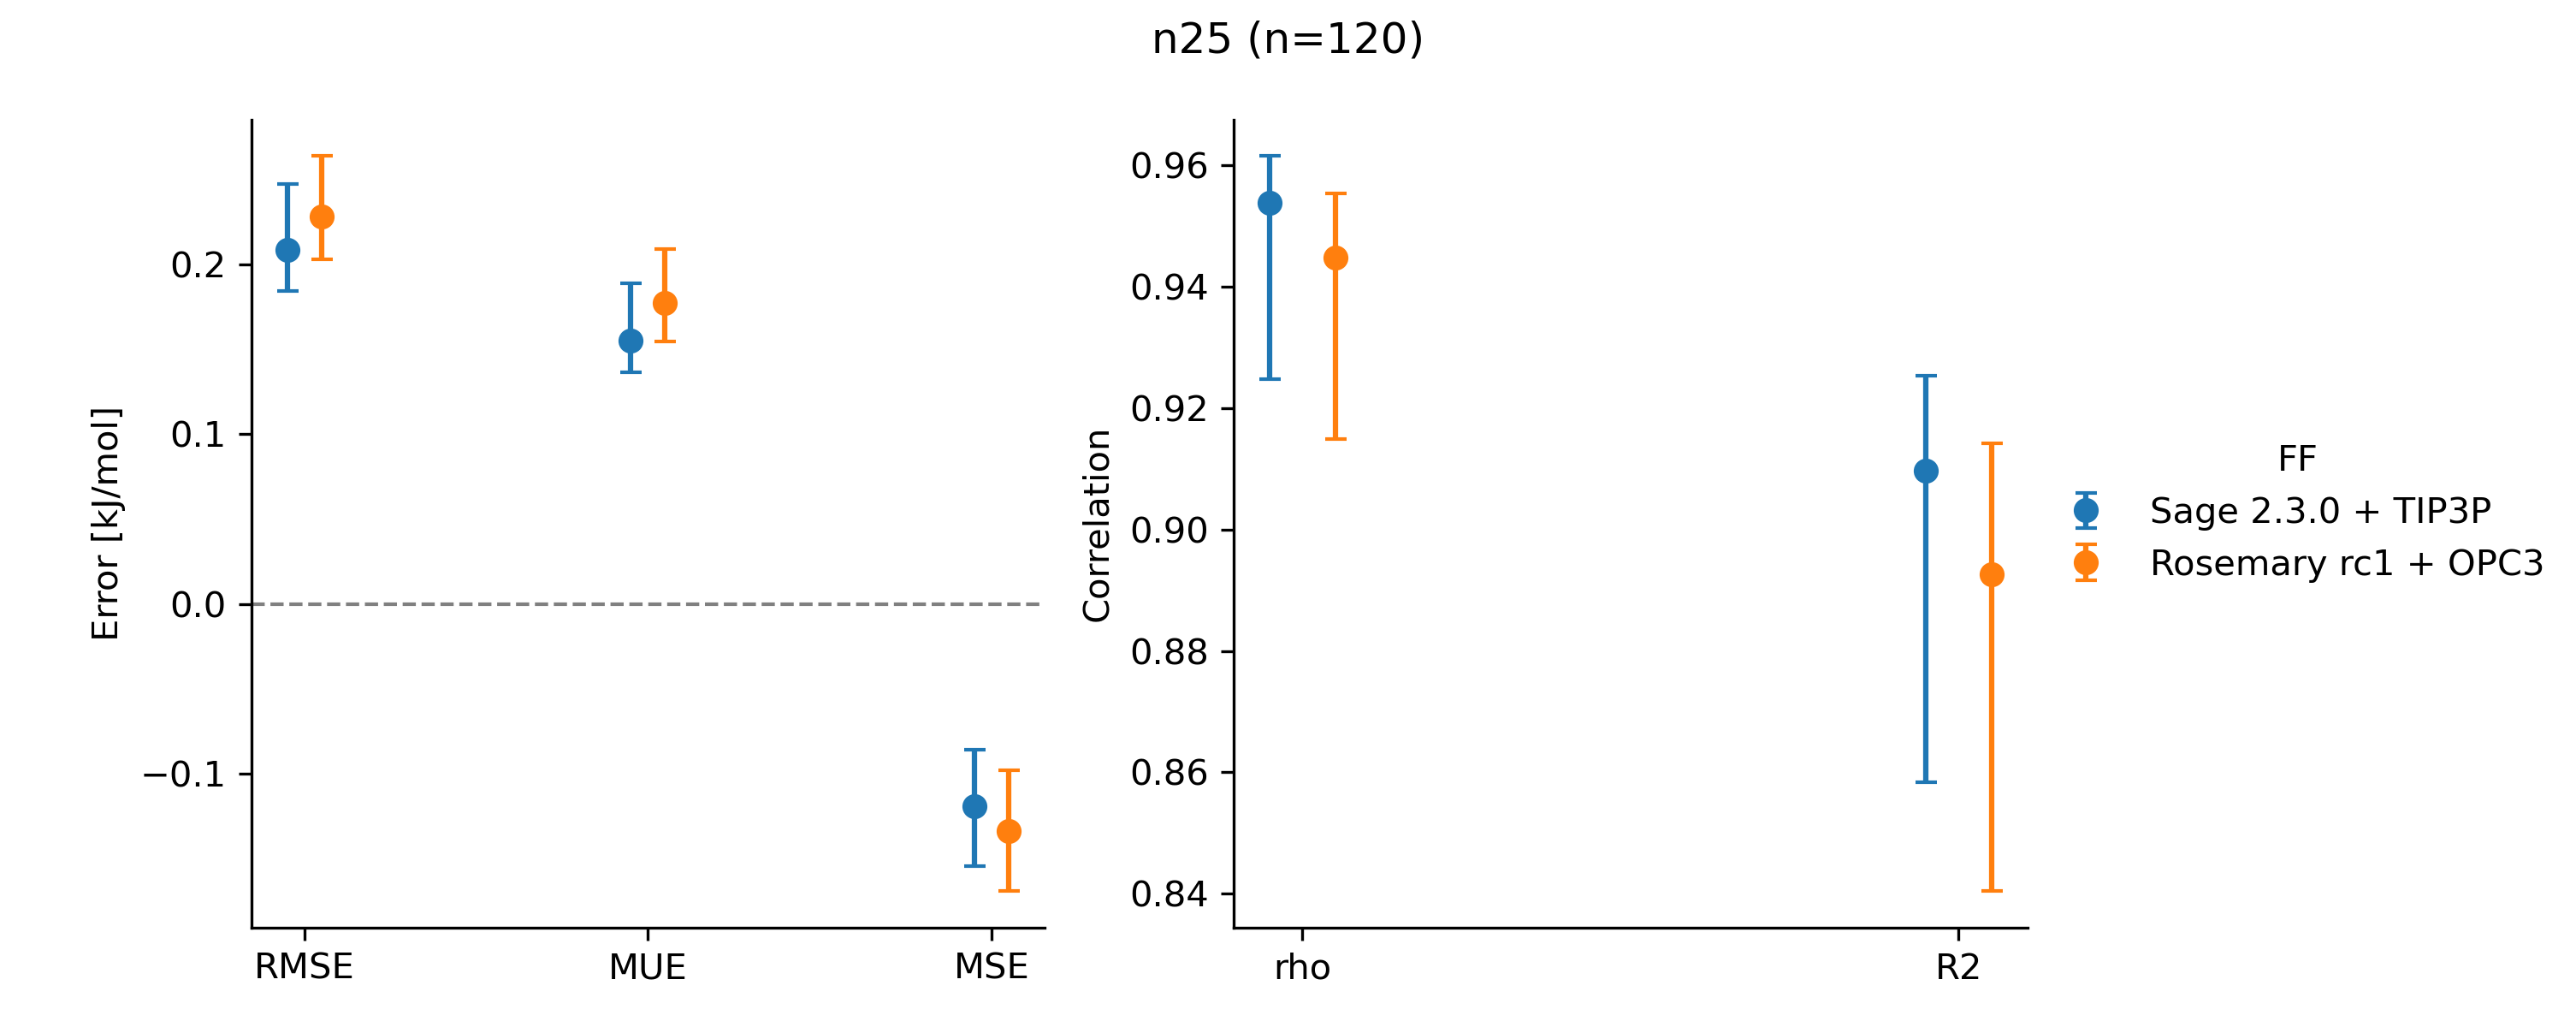 n25 (n=120)
Error [kJ/mol]
0.2
0.1
0.0
−0.1
RMSE
MUE
MSE
Correlation
0.96
0.94
0.92
0.90
0.88
0.86
0.84
rho
R2
FF
Sage 2.3.0 + TIP3P
Rosemary rc1 + OPC3